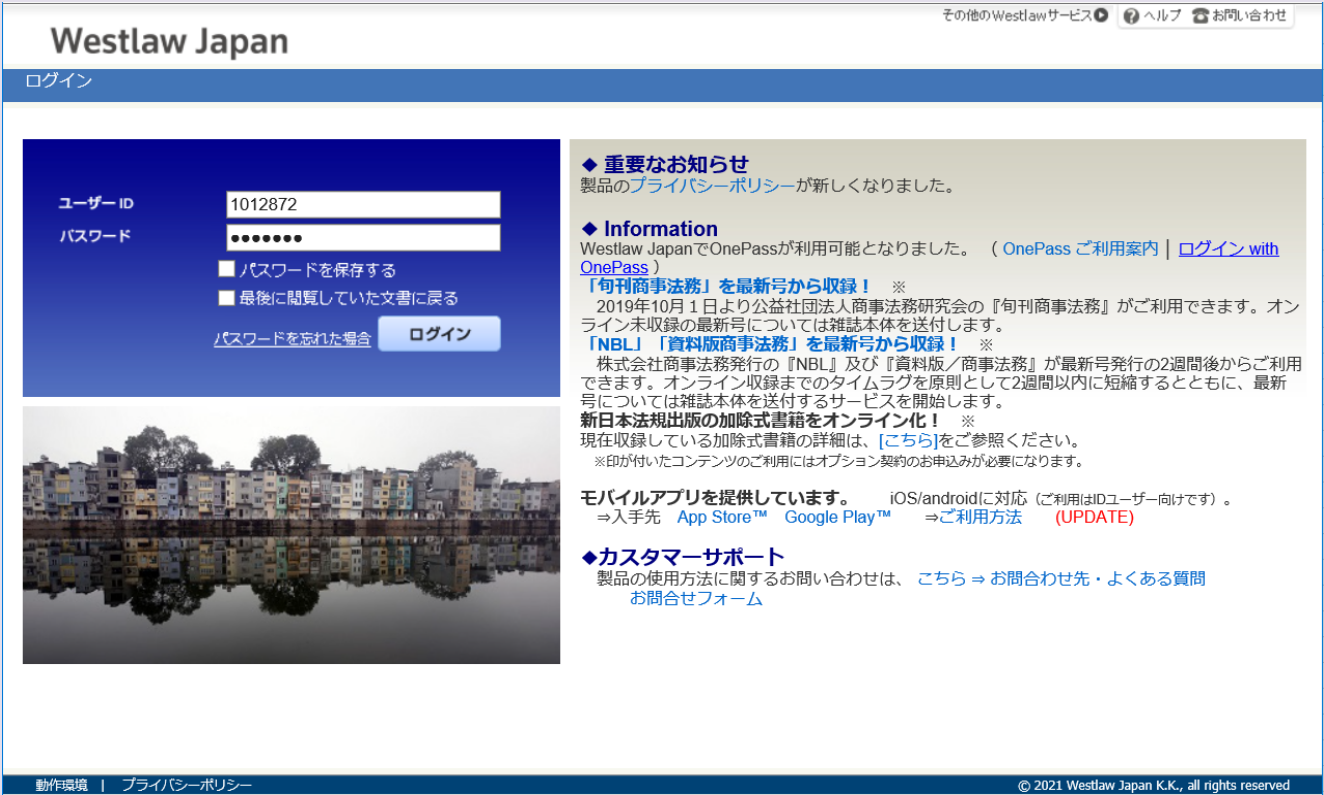 その他のWestlawサービス ヘルプ お問い合わせ
Westlaw Japan
ログイン
ユーザー ID 1012872
パスワード ●●●●●●●
パスワードを保存する
最後に閲覧していた文書に戻る
パスワードを忘れた場合 ログイン
◆ 重要なお知らせ
製品のプライバシーポリシーが新しくなりました。
◆ Information
Westlaw JapanでOnePassが利用可能となりました。 （ OnePass ご利用案内 | ログイン with
OnePass ）
「旬刊商事法務」を最新号から収録！ ※
2019年10月１日より公益社団法人商事法務研究会の『旬刊商事法務』がご利用できます。オン
ライン未収録の最新号については雑誌本体を送付します。
「NBL」「資料版商事法務」を最新号から収録！ ※
株式会社商事法務発行の『NBL』及び『資料版／商事法務』が最新号発行の2週間後からご利用
できます。オンライン収録までのタイムラグを原則として2週間以内に短縮するとともに、最新
号については雑誌本体を送付するサービスを開始します。
新日本法規出版の加除式書籍をオンライン化！ ※
現在収録している加除式書籍の詳細は、[こちら]をご参照ください。
※印が付いたコンテンツのご利用にはオプション契約のお申込みが必要になります。
モバイルアプリを提供しています。 iOS/androidに対応（ご利用はIDユーザー向けです）。
⇒入手先 App Store™ Google Play™ ⇒ご利用方法 (UPDATE)
◆カスタマーサポート
製品の使用方法に関するお問い合わせは、 こちら ⇒ お問合わせ先・よくある質問
お問合せフォーム
動作環境 | プライバシーポリシー © 2021 Westlaw Japan K.K., all rights reserved